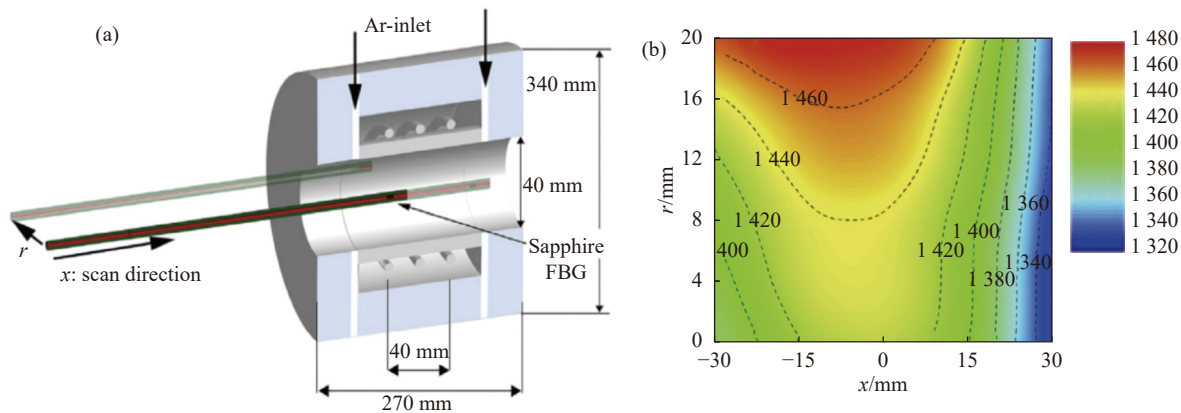 (a)
Ar-inlet
340 mm
40 mm
r
x: scan direction
Sapphire
FBG
40 mm
270 mm
(b)
r/mm
20
16
12
8
4
0
−30
−15
0
15
30
x/mm
1 460
1 440
1 420
400
1 420
1 400
1 380
1 360
1 340
1 480
1 460
1 440
1 420
1 400
1 380
1 360
1 340
1 320